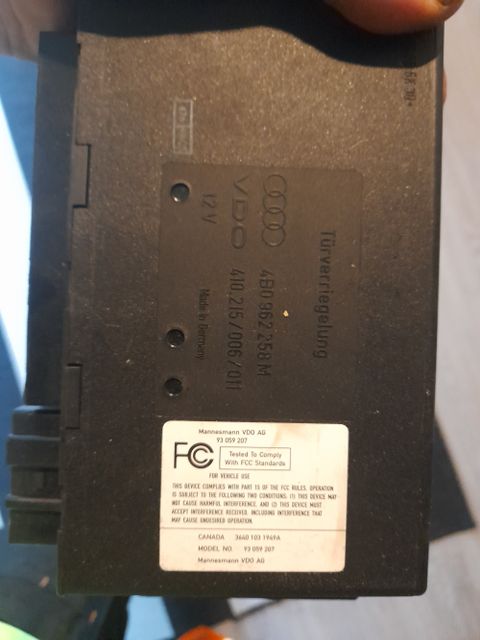 Türverriegelung
4B0 962 258 M
VDO 410.215/006/011
12V Made in Germany
Mannesmann VDO AG
93 059 207
FC Tested To Comply
With FCC Standards
FOR VEHICLE USE
THIS DEVICE COMPLIES WITH PART 15 OF THE FCC RULES. OPERATION
IS SUBJECT TO THE FOLLOWING TWO CONDITIONS. (1) THIS DEVICE MAY
NOT CAUSE HARMFUL INTERFERENCE, AND (2) THIS DEVICE MUST
ACCEPT INTERFERENCE RECEIVED. INCLUDING INTERFERENCE THAT
MAY CAUSE UNDESIRED OPERATION.
CANADA 3640 103 1949A
MODEL NO. 93 059 207
Mannesmann VDO AG